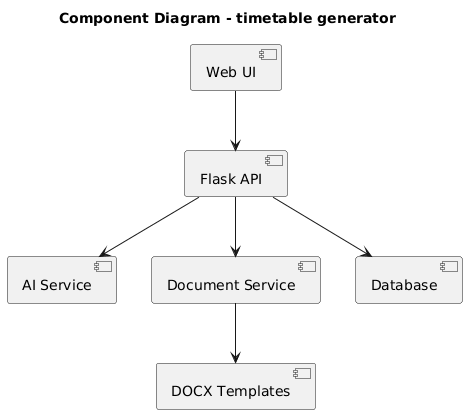 Component Diagram - timetable generator
Web UI
Flask API
AI Service
Document Service
Database
DOCX Templates